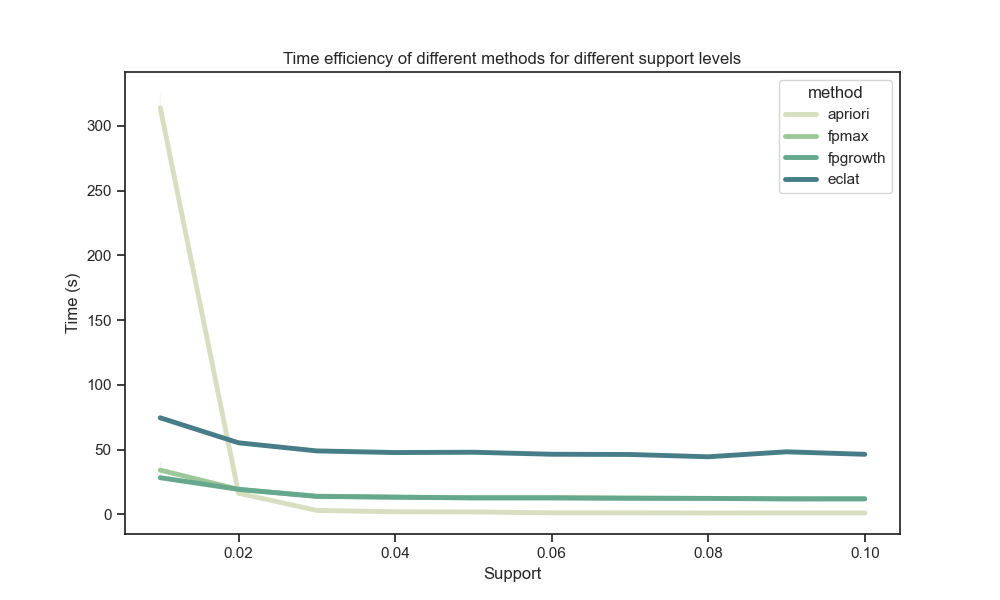 Time efficiency of different methods for different support levels
method
apriori
fpmax
fpgrowth
eclat
300
250
200
150
100
50
0
Time (s)
0.02 0.04 0.06 0.08 0.10
Support